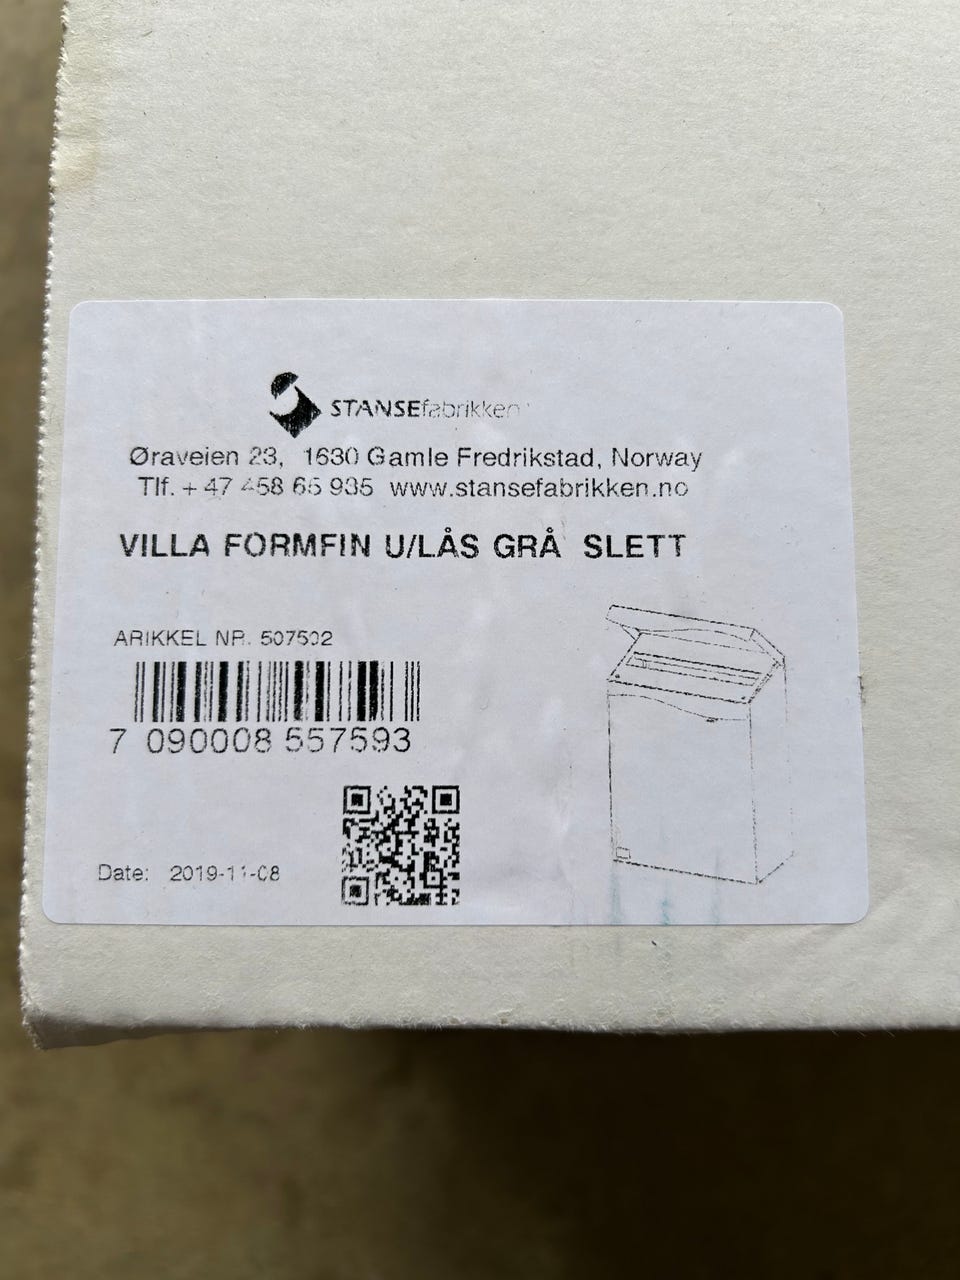 STANSEfabrikken
Øraveien 23, 1630 Gamle Fredrikstad, Norway
Tlf. + 47 458 65 935 www.stansefabrikken.no
VILLA FORMFIN U/LÅS GRÅ SLETT
ARIKKEL NR. 507502
7 090008 557593
Date: 2019-11-08